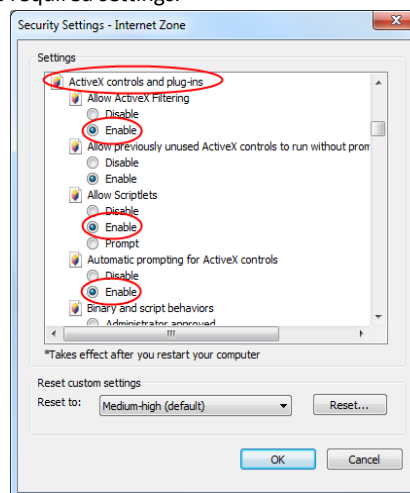 required settings.
Security Settings - Internet Zone
Settings
ActiveX controls and plug-ins
Allow ActiveX Filtering
Disable
Enable
Allow previously unused ActiveX controls to run without prom
Disable
Enable
Allow Scriptlets
Disable
Enable
Prompt
Automatic prompting for ActiveX controls
Disable
Enable
Binary and script behaviors
Administrator approved
*Takes effect after you restart your computer
Reset custom settings
Reset to: Medium-high (default) Reset...
OK Cancel